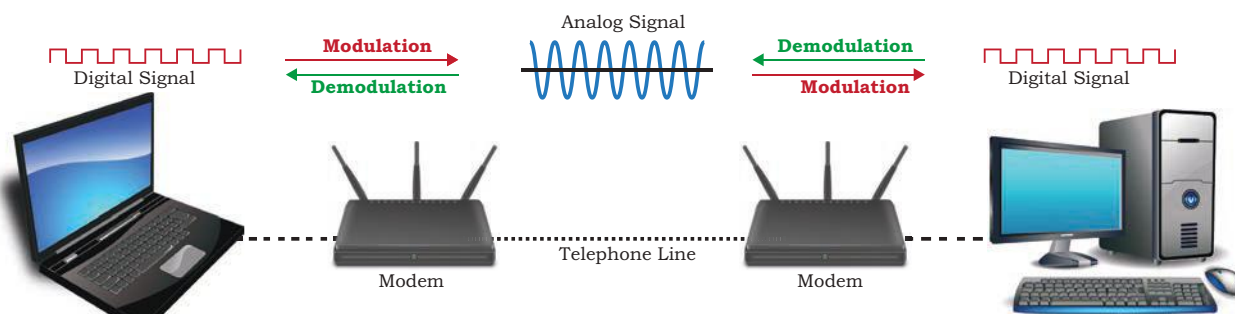 Analog Signal
Modulation
Demodulation
Digital Signal
Demodulation
Modulation
Digital Signal
Telephone Line
Modem
Modem